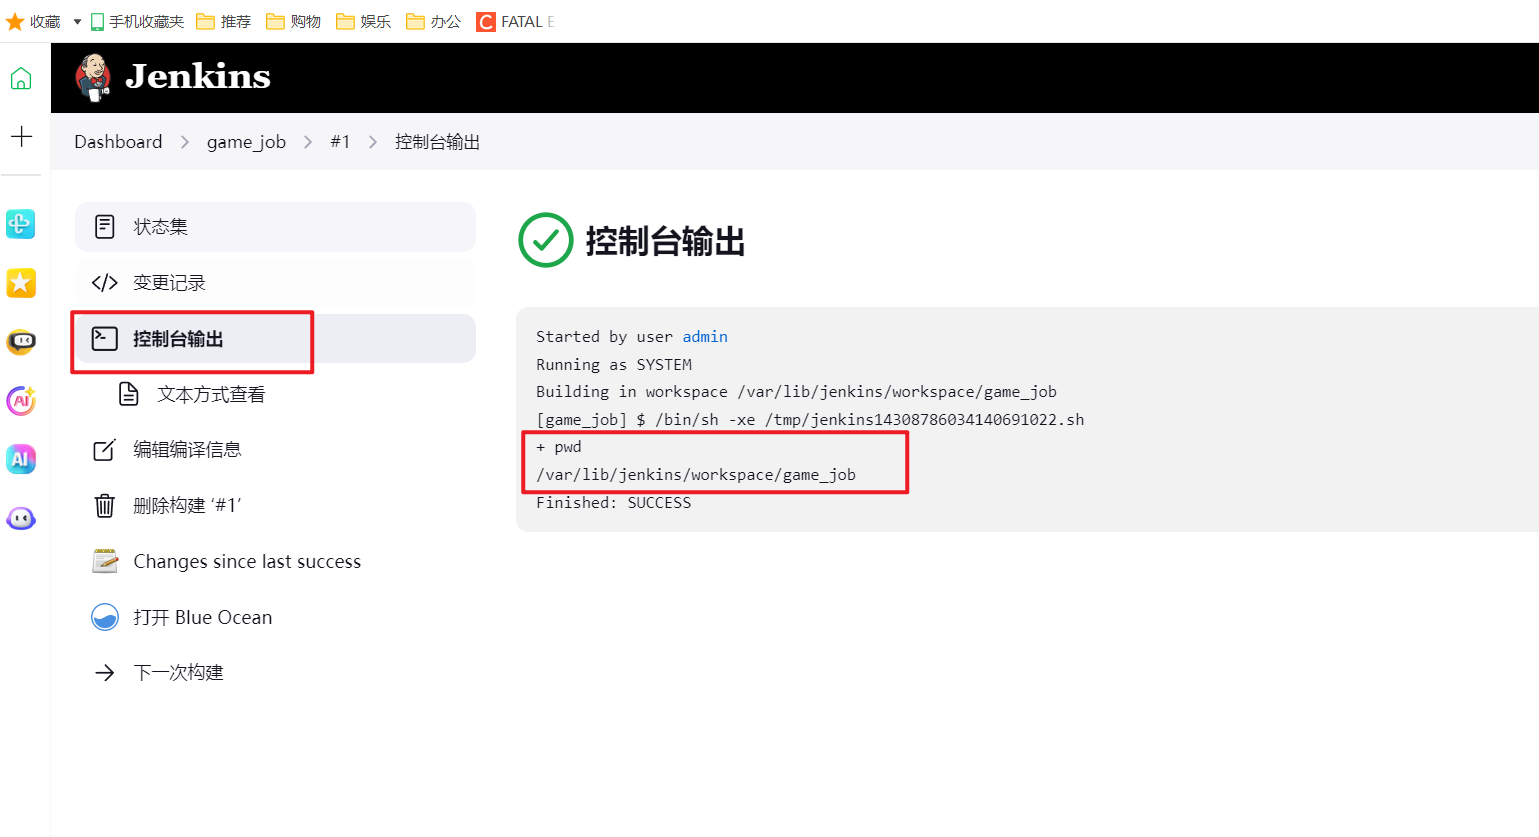 收藏 手机收藏夹 推荐 购物 娱乐 办公 C FATAL
Jenkins
Dashboard > game_job > #1 > 控制台输出
状态集
变更记录
控制台输出
文本方式查看
编辑编译信息
删除构建 ‘#1’
Changes since last success
打开 Blue Ocean
下一次构建
AI
AI
控制台输出
Started by user admin
Running as SYSTEM
Building in workspace /var/lib/jenkins/workspace/game_job
[game_job] $ /bin/sh -xe /tmp/jenkins14308786034140691022.sh
+ pwd
/var/lib/jenkins/workspace/game_job
Finished: SUCCESS